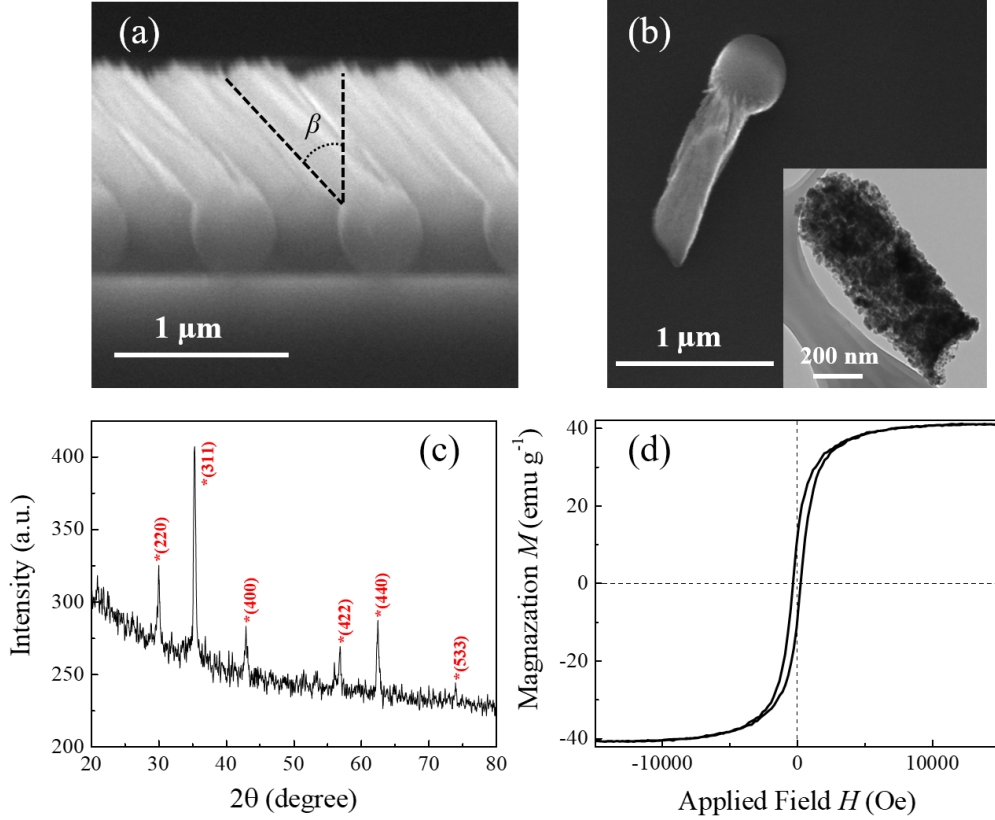 (a)
β
1 μm
(b)
1 μm
200 nm
(c)
*(311)
*(220)
*(400)
*(422)
*(440)
*(533)
400
350
300
250
200
20 30 40 50 60 70 80
Intensity (a.u.)
2θ (degree)
(d)
40
20
0
-20
-40
-10000 0 10000
Magnazation M (emu g⁻¹)
Applied Field H (Oe)